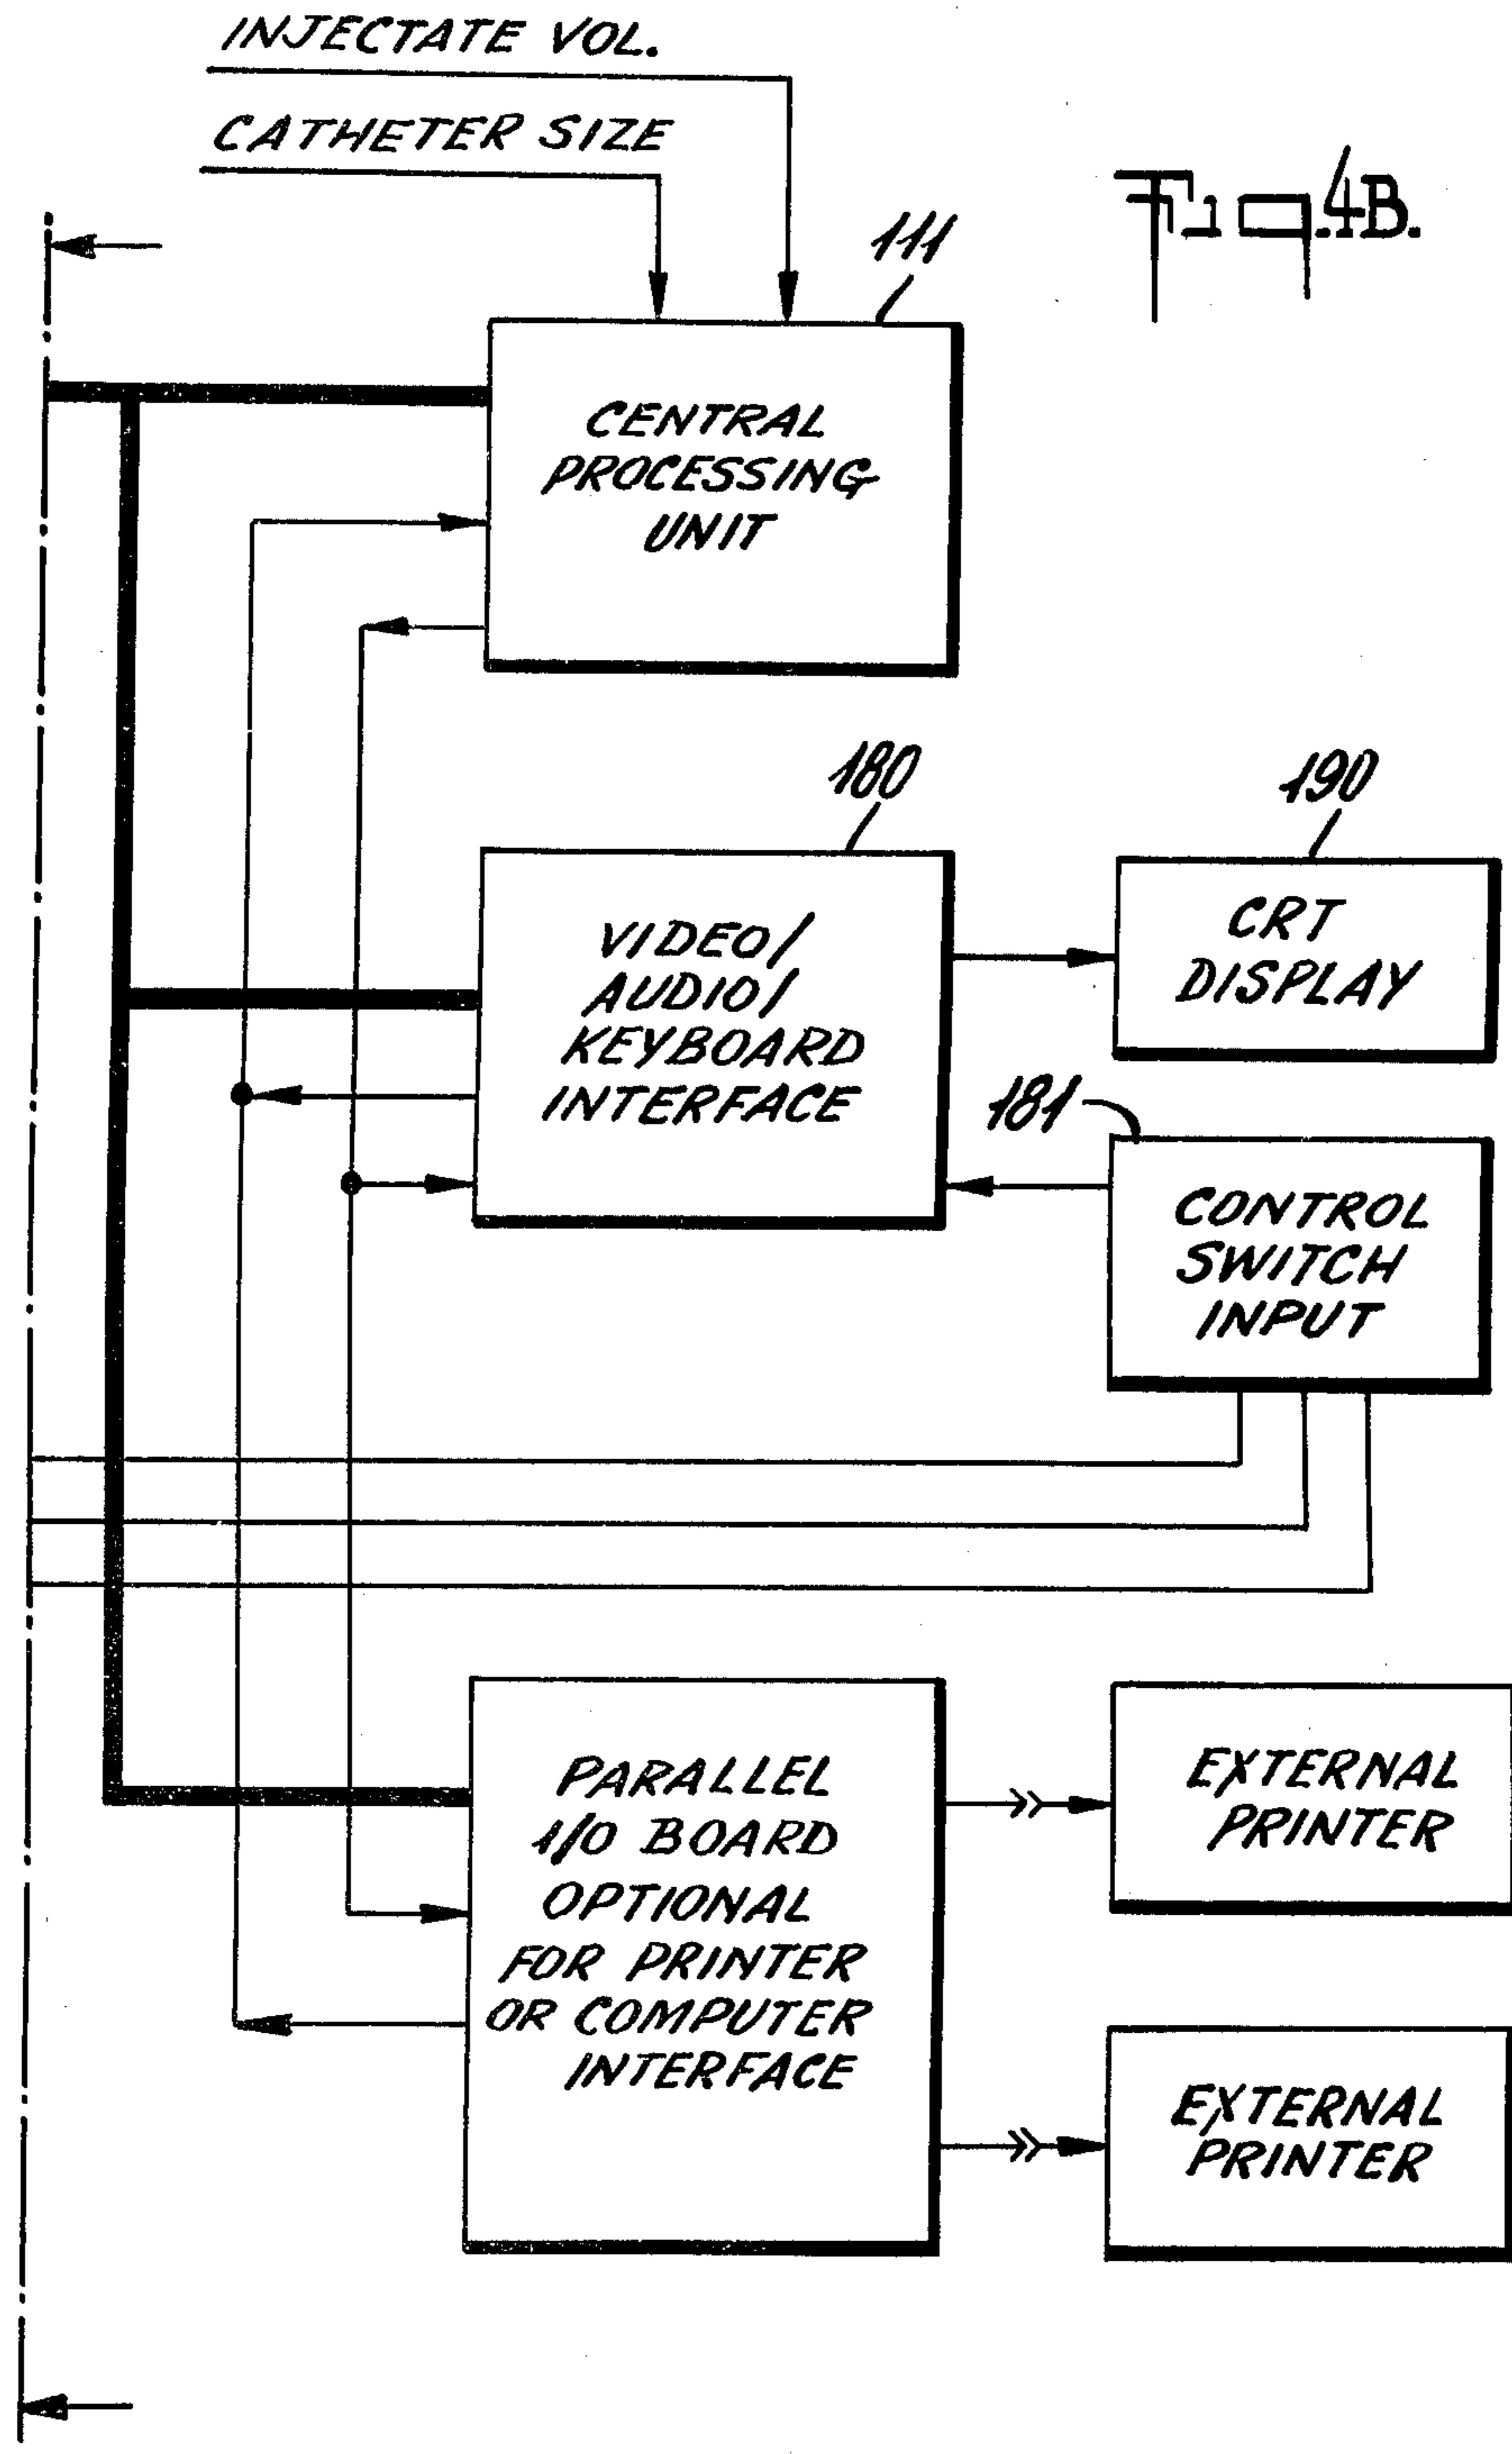 INJECTATE VOL.
CATHETER SIZE
Fig. 4B.
111
CENTRAL
PROCESSING
UNIT
180
190
VIDEO/
AUDIO/
KEYBOARD
INTERFACE
CRT
DISPLAY
181
CONTROL
SWITCH
INPUT
PARALLEL
I/O BOARD
OPTIONAL
FOR PRINTER
OR COMPUTER
INTERFACE
EXTERNAL
PRINTER
EXTERNAL
PRINTER